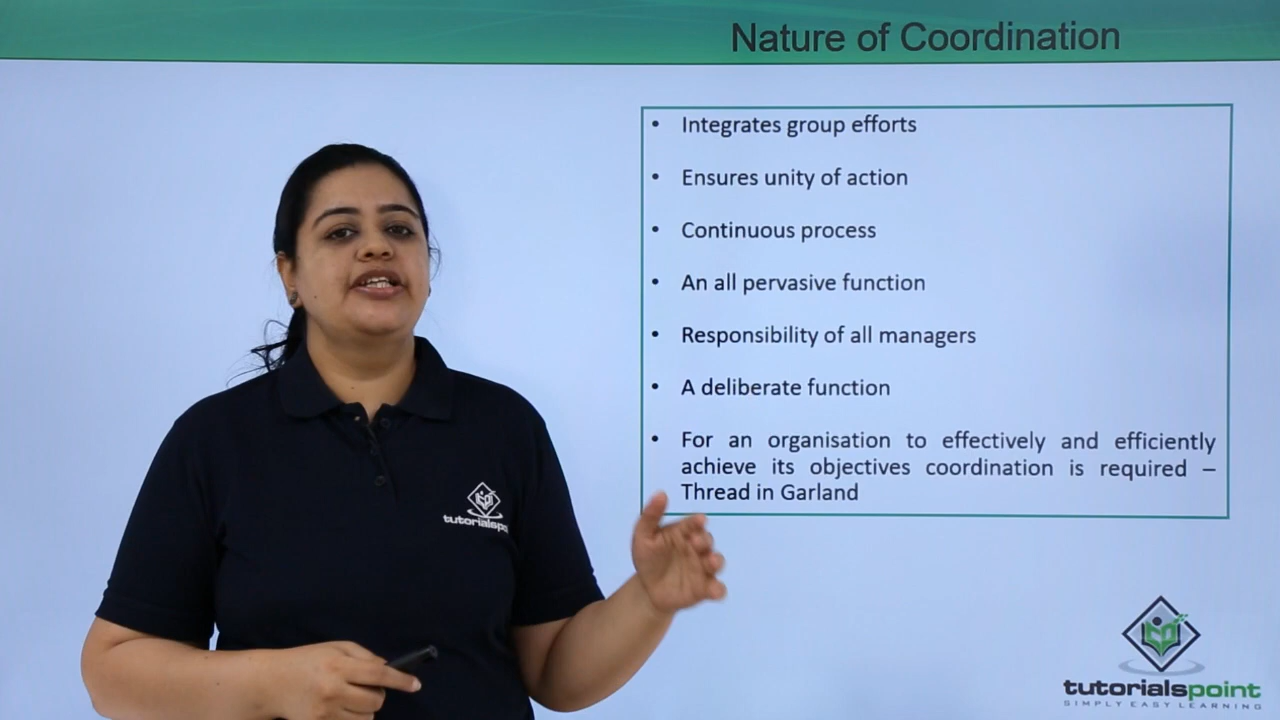 Nature of Coordination
• Integrates group efforts
• Ensures unity of action
• Continuous process
• An all pervasive function
• Responsibility of all managers
• A deliberate function
• For an organisation to effectively and efficiently
achieve its objectives coordination is required –
Thread in Garland
tutorialspo
tutorialspoint
SIMPLY EASY LEARNING